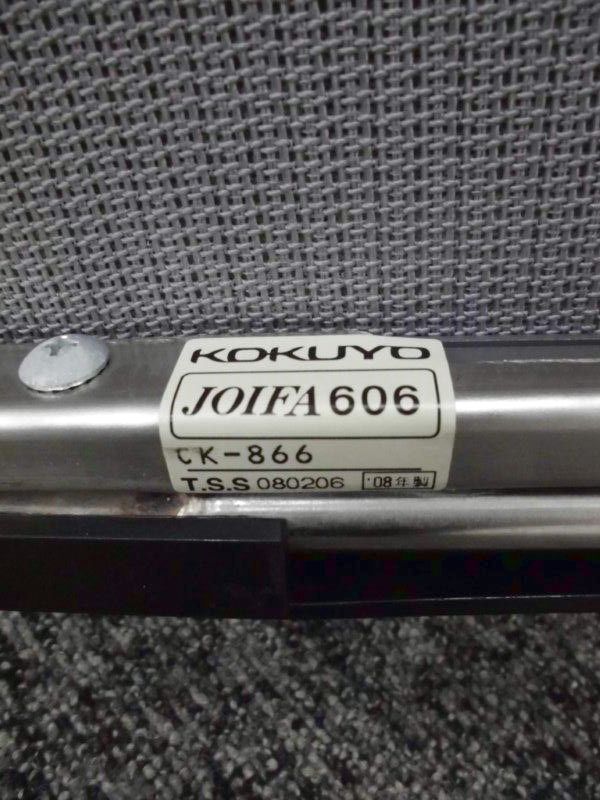 KOKUYO
JOIFA 606
CK-866
T.S.S 080206 '08年製